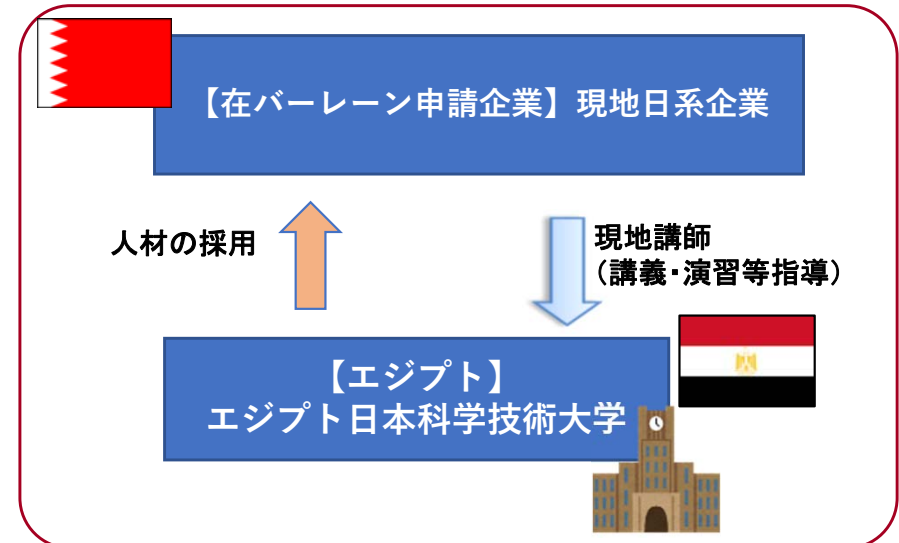 【在バーレーン申請企業】現地日系企業
人材の採用
現地講師
（講義・演習等指導）
【エジプト】
エジプト日本科学技術大学